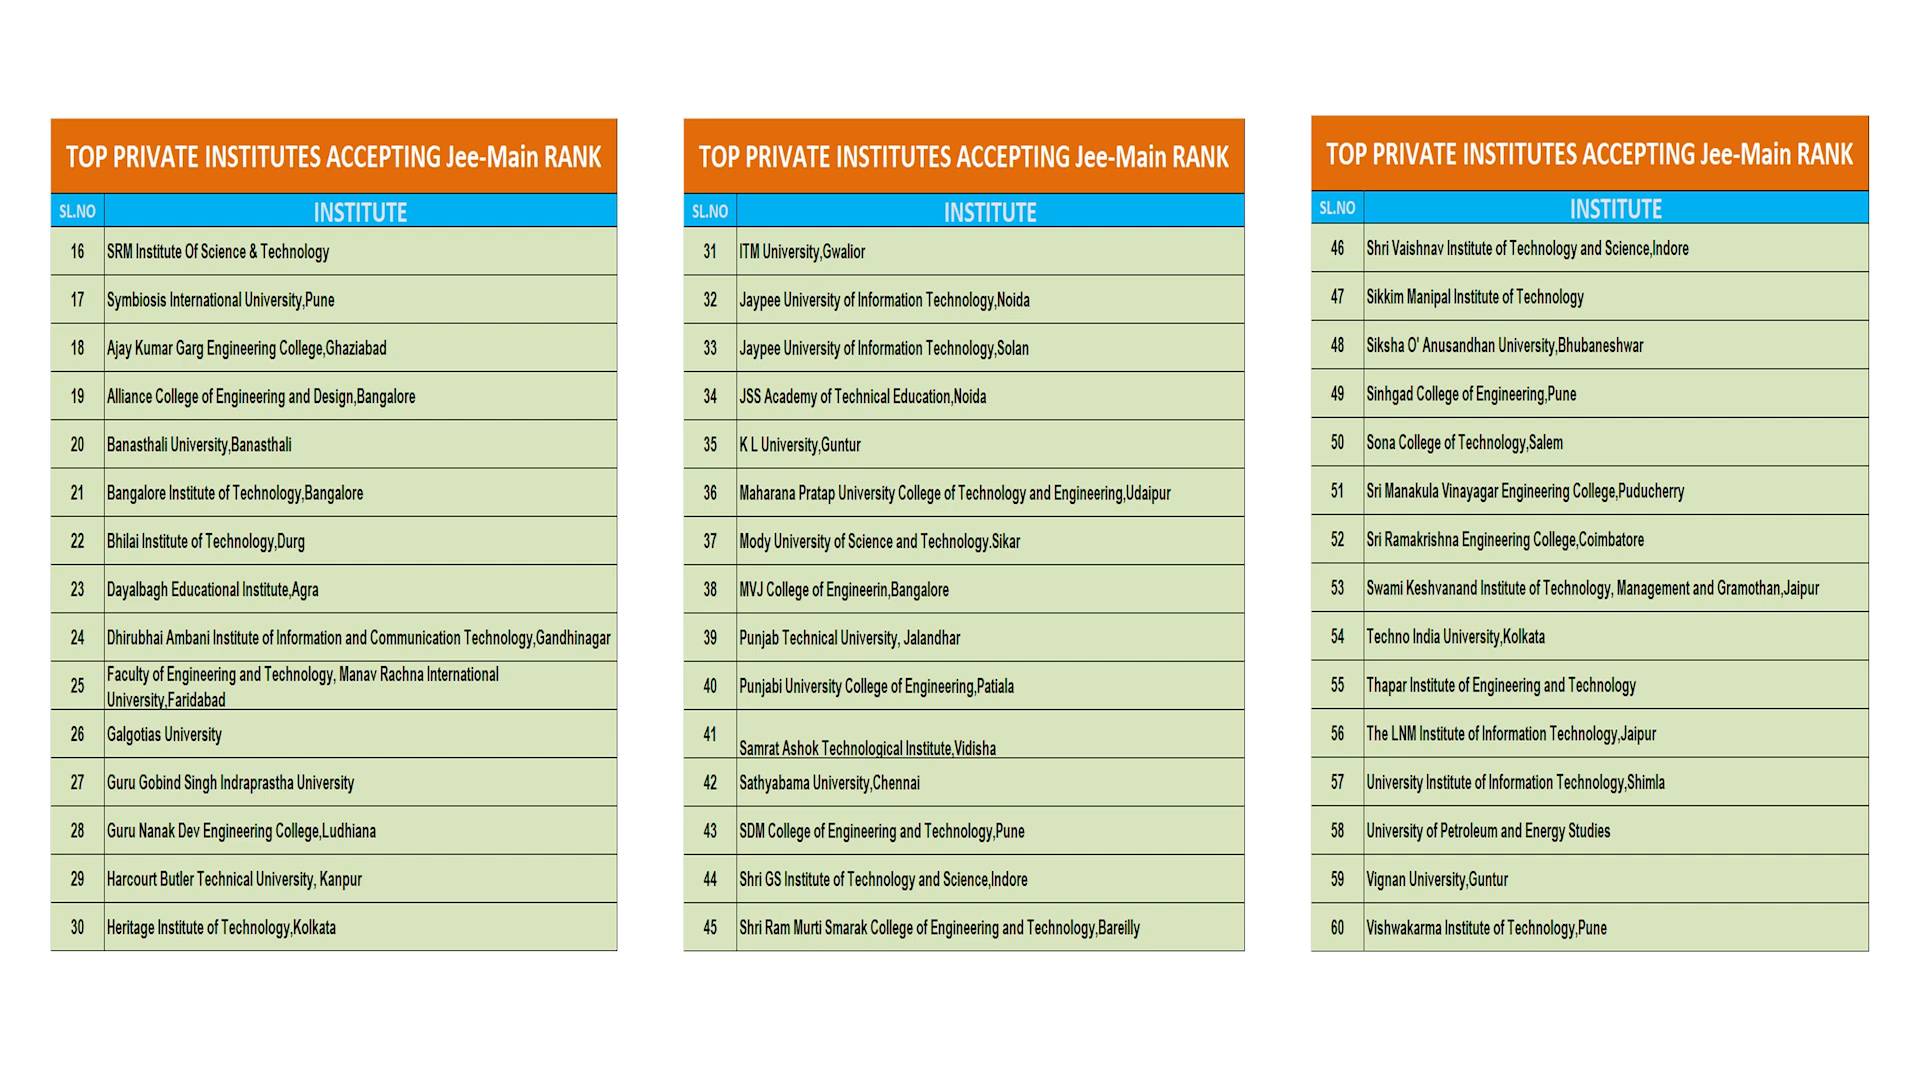 TOP PRIVATE INSTITUTES ACCEPTING Jee-Main RANK
SL.NO INSTITUTE
16 SRM Institute Of Science & Technology
17 Symbiosis International University,Pune
18 Ajay Kumar Garg Engineering College,Ghaziabad
19 Alliance College of Engineering and Design,Bangalore
20 Banasthali University,Banasthali
21 Bangalore Institute of Technology,Bangalore
22 Bhilai Institute of Technology,Durg
23 Dayalbagh Educational Institute,Agra
24 Dhirubhai Ambani Institute of Information and Communication Technology,Gandhinagar
25 Faculty of Engineering and Technology, Manav Rachna International
University,Faridabad
26 Galgotias University
27 Guru Gobind Singh Indraprastha University
28 Guru Nanak Dev Engineering College,Ludhiana
29 Harcourt Butler Technical University, Kanpur
30 Heritage Institute of Technology,Kolkata
TOP PRIVATE INSTITUTES ACCEPTING Jee-Main RANK
SL.NO INSTITUTE
31 ITM University,Gwalior
32 Jaypee University of Information Technology,Noida
33 Jaypee University of Information Technology,Solan
34 JSS Academy of Technical Education,Noida
35 K L University,Guntur
36 Maharana Pratap University College of Technology and Engineering,Udaipur
37 Mody University of Science and Technology.Sikar
38 MVJ College of Engineerin,Bangalore
39 Punjab Technical University, Jalandhar
40 Punjabi University College of Engineering,Patiala
41 Samrat Ashok Technological Institute,Vidisha
42 Sathyabama University,Chennai
43 SDM College of Engineering and Technology,Pune
44 Shri GS Institute of Technology and Science,Indore
45 Shri Ram Murti Smarak College of Engineering and Technology,Bareilly
TOP PRIVATE INSTITUTES ACCEPTING Jee-Main RANK
SL.NO INSTITUTE
46 Shri Vaishnav Institute of Technology and Science,Indore
47 Sikkim Manipal Institute of Technology
48 Siksha O' Anusandhan University,Bhubaneshwar
49 Sinhgad College of Engineering,Pune
50 Sona College of Technology,Salem
51 Sri Manakula Vinayagar Engineering College,Puducherry
52 Sri Ramakrishna Engineering College,Coimbatore
53 Swami Keshvanand Institute of Technology, Management and Gramothan,Jaipur
54 Techno India University,Kolkata
55 Thapar Institute of Engineering and Technology
56 The LNM Institute of Information Technology,Jaipur
57 University Institute of Information Technology,Shimla
58 University of Petroleum and Energy Studies
59 Vignan University,Guntur
60 Vishwakarma Institute of Technology,Pune